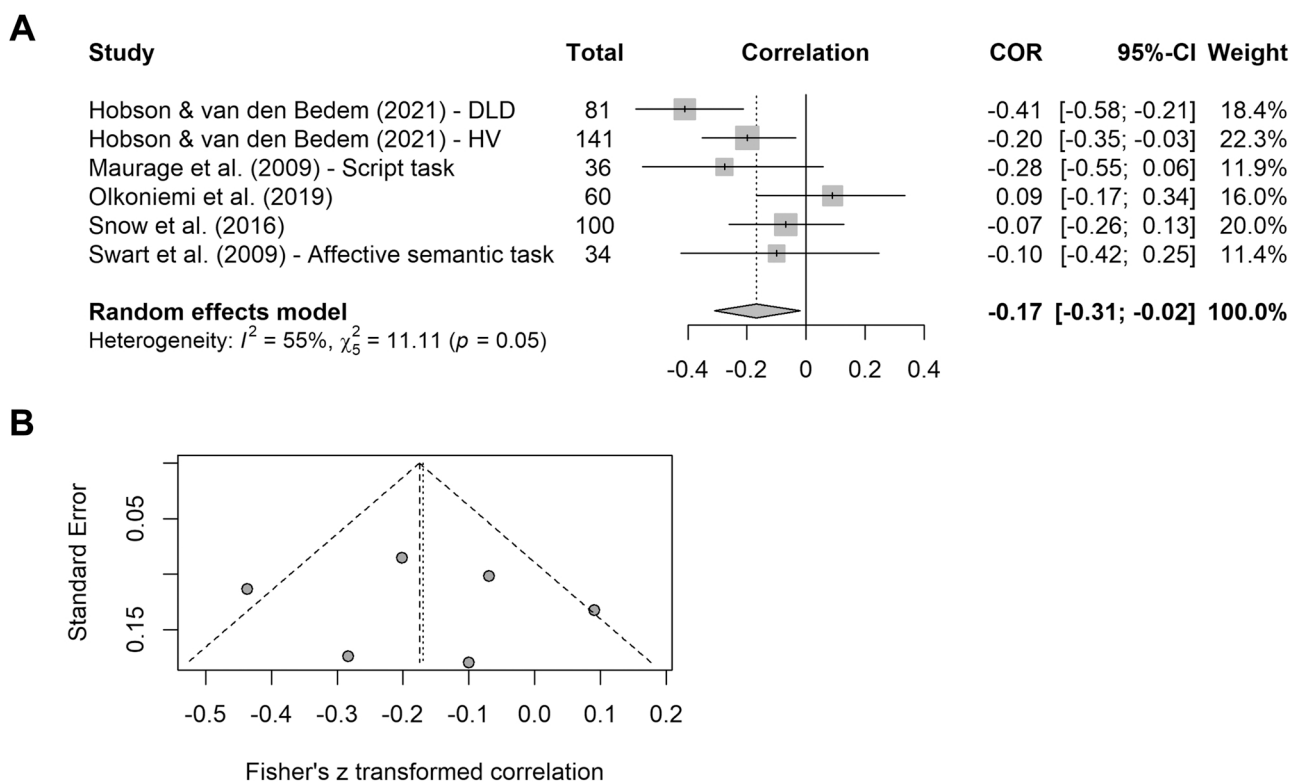 A
Study Total Correlation COR 95%-CI Weight
Hobson & van den Bedem (2021) - DLD 81 -0.41 [-0.58; -0.21] 18.4%
Hobson & van den Bedem (2021) - HV 141 -0.20 [-0.35; -0.03] 22.3%
Maurage et al. (2009) - Script task 36 -0.28 [-0.55; 0.06] 11.9%
Olkoniemi et al. (2019) 60 0.09 [-0.17; 0.34] 16.0%
Snow et al. (2016) 100 -0.07 [-0.26; 0.13] 20.0%
Swart et al. (2009) - Affective semantic task 34 -0.10 [-0.42; 0.25] 11.4%
Random effects model -0.17 [-0.31; -0.02] 100.0%
Heterogeneity: I² = 55%, χ²₅ = 11.11 (p = 0.05)
-0.4 -0.2 0 0.2 0.4
B
Standard Error
0.05
0.15
-0.5 -0.4 -0.3 -0.2 -0.1 0.0 0.1 0.2
Fisher's z transformed correlation